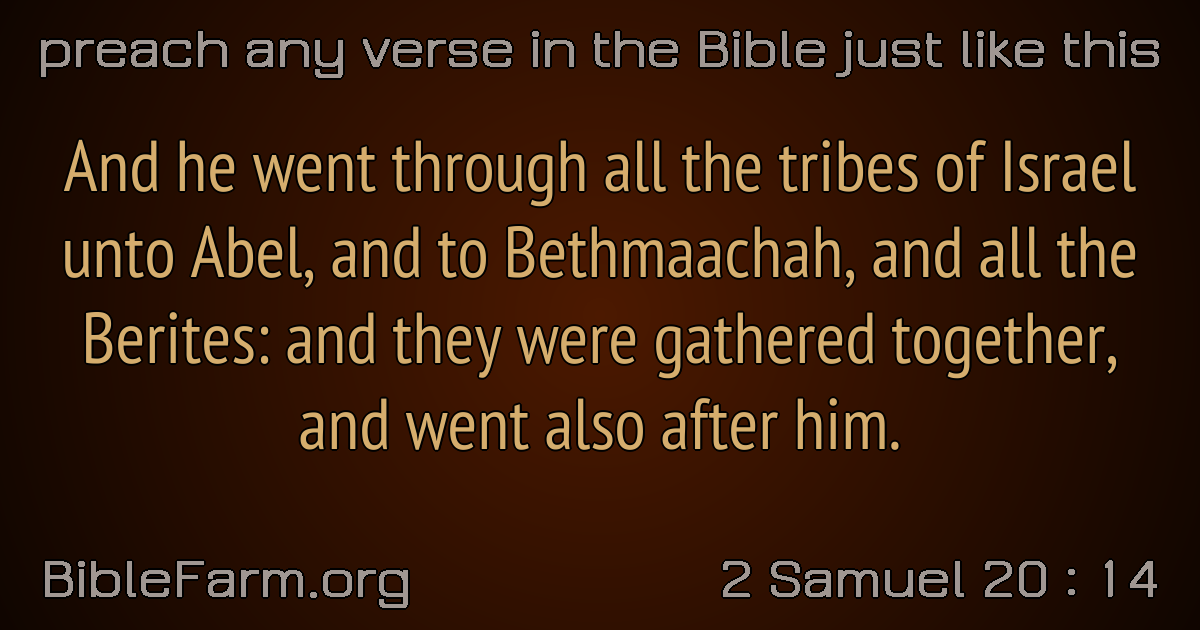 preach any verse in the Bible just like this
And he went through all the tribes of Israel
unto Abel, and to Bethmaachah, and all the
Berites: and they were gathered together,
and went also after him.
BibleFarm.org
2 Samuel 20 : 14